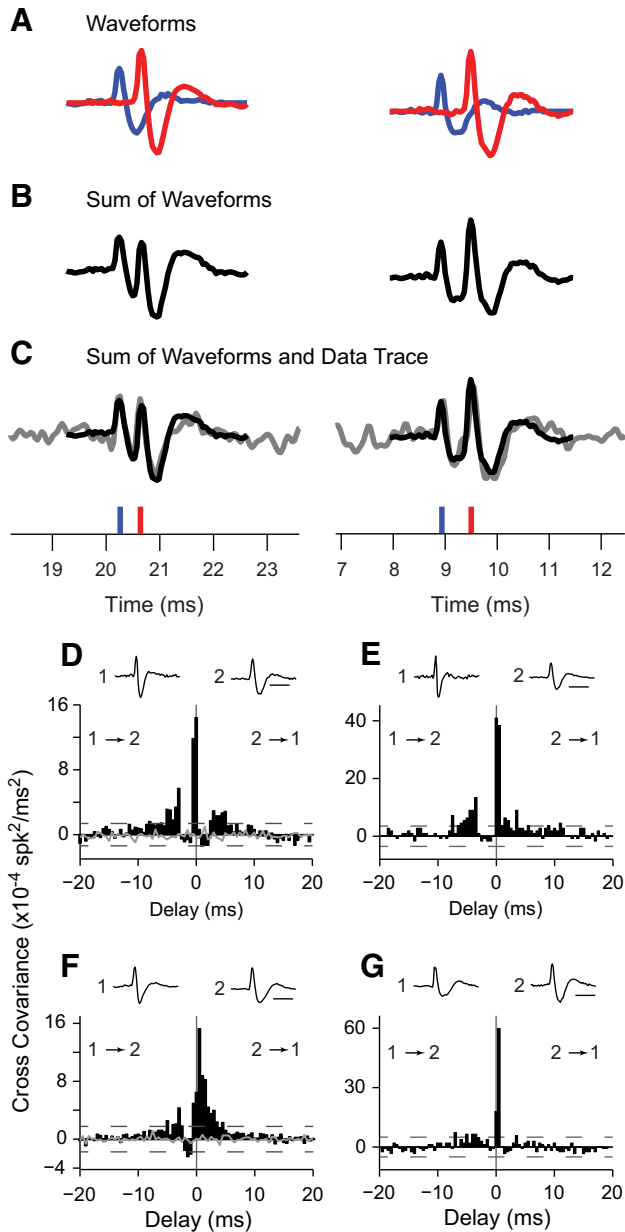 A Waveforms
B Sum of Waveforms
C Sum of Waveforms and Data Trace
19 20 21 22 23
7 8 9 10 11 12
Time (ms)
Time (ms)
Cross Covariance (x10⁻⁴ spk²/ms²)
D
1 2
16
8
0
1 → 2
2 → 1
−20 −10 0 10 20
Delay (ms)
E
1 2
40
20
0
1 → 2
2 → 1
−20 −10 0 10 20
Delay (ms)
F
1 2
16
8
0
−4
1 → 2
2 → 1
−20 −10 0 10 20
Delay (ms)
G
1 2
60
30
0
1 → 2
2 → 1
−20 −10 0 10 20
Delay (ms)